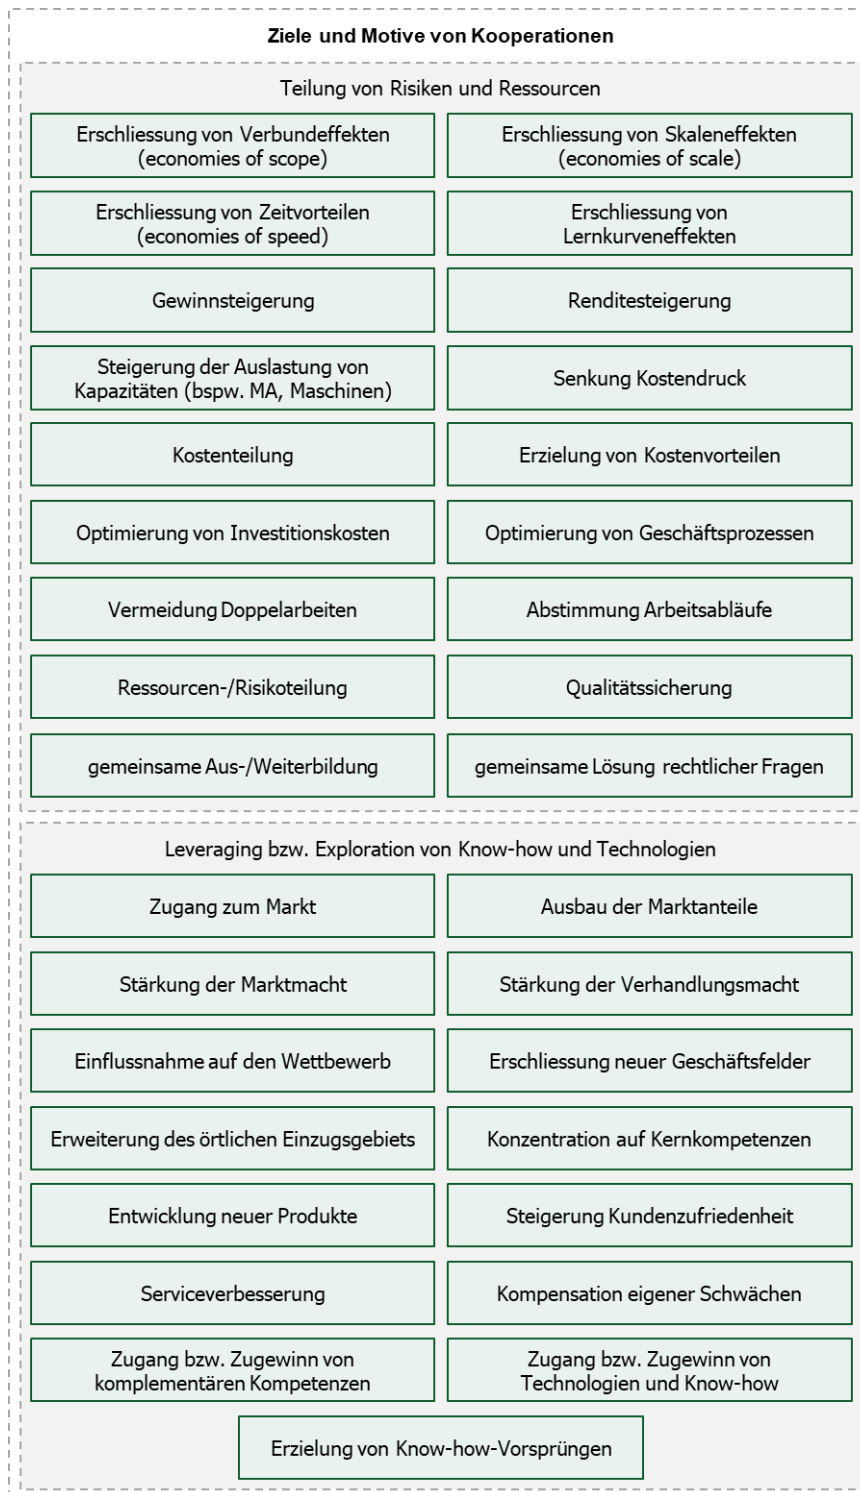 Ziele und Motive von Kooperationen
Teilung von Risiken und Ressourcen
Erschliessung von Verbundeffekten
(economies of scope)
Erschliessung von Skaleneffekten
(economies of scale)
Erschliessung von Zeitvorteilen
(economies of speed)
Erschliessung von
Lernkurveneffekten
Gewinnsteigerung
Renditesteigerung
Steigerung der Auslastung von
Kapazitäten (bspw. MA, Maschinen)
Senkung Kostendruck
Kostenteilung
Erzielung von Kostenvorteilen
Optimierung von Investitionskosten
Optimierung von Geschäftsprozessen
Vermeidung Doppelarbeiten
Abstimmung Arbeitsabläufe
Ressourcen-/Risikoteilung
Qualitätssicherung
gemeinsame Aus-/Weiterbildung
gemeinsame Lösung rechtlicher Fragen
Leveraging bzw. Exploration von Know-how und Technologien
Zugang zum Markt
Ausbau der Marktanteile
Stärkung der Marktmacht
Stärkung der Verhandlungsmacht
Einflussnahme auf den Wettbewerb
Erschliessung neuer Geschäftsfelder
Erweiterung des örtlichen Einzugsgebiets
Konzentration auf Kernkompetenzen
Entwicklung neuer Produkte
Steigerung Kundenzufriedenheit
Serviceverbesserung
Kompensation eigener Schwächen
Zugang bzw. Zugewinn von
komplementären Kompetenzen
Zugang bzw. Zugewinn von
Technologien und Know-how
Erzielung von Know-how-Vorsprüngen